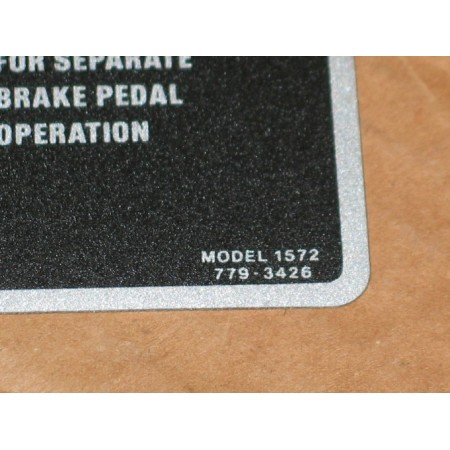 FOR SEPARATE
BRAKE PEDAL
OPERATION
MODEL 1572
779-3426